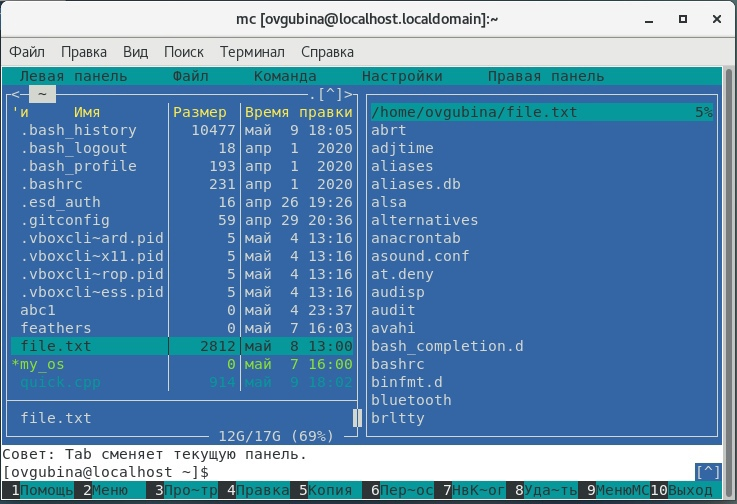 mc [ovgubina@localhost.localdomain]:~
Файл Правка Вид Поиск Терминал Справка
Левая панель Файл Команда Настройки Правая панель
<- ~ .[^]>
'и Имя Размер Время правки
.bash_history 10477 май 9 18:05
.bash_logout 18 апр 1 2020
.bash_profile 193 апр 1 2020
.bashrc 231 апр 1 2020
.esd_auth 16 апр 26 19:26
.gitconfig 59 апр 29 20:36
.vboxcli~ard.pid 5 май 4 13:16
.vboxcli~x11.pid 5 май 4 13:16
.vboxcli~rop.pid 5 май 4 13:16
.vboxcli~ess.pid 5 май 4 13:16
abc1 0 май 4 23:37
feathers 0 май 7 16:03
file.txt 2812 май 8 13:00
*my_os 0 май 7 16:00
quick.cpp 914 май 9 18:02
file.txt
12G/17G (69%)
/home/ovgubina/file.txt 5%
abrt
adjtime
aliases
aliases.db
alsa
alternatives
anacrontab
asound.conf
at.deny
audisp
audit
avahi
bash_completion.d
bashrc
binfmt.d
bluetooth
brltty
Совет: Tab сменяет текущую панель.
[ovgubina@localhost ~]$ [^]
1Помощь 2Меню 3Про~тр 4Правка 5Копия 6Пер~ос 7НвК~ог 8Уда~ть 9МенюMC 10Выход